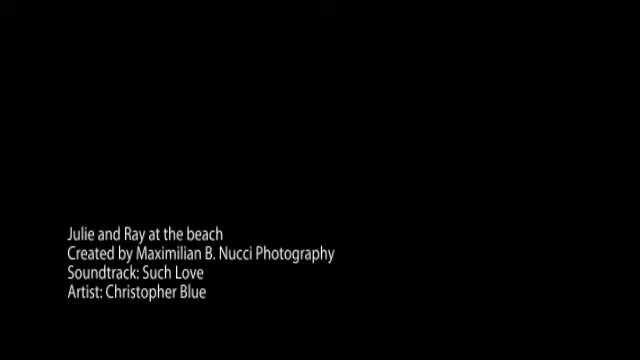 Julie and Ray at the beach
Created by Maximilian B. Nucci Photography
Soundtrack: Such Love
Artist: Christopher Blue